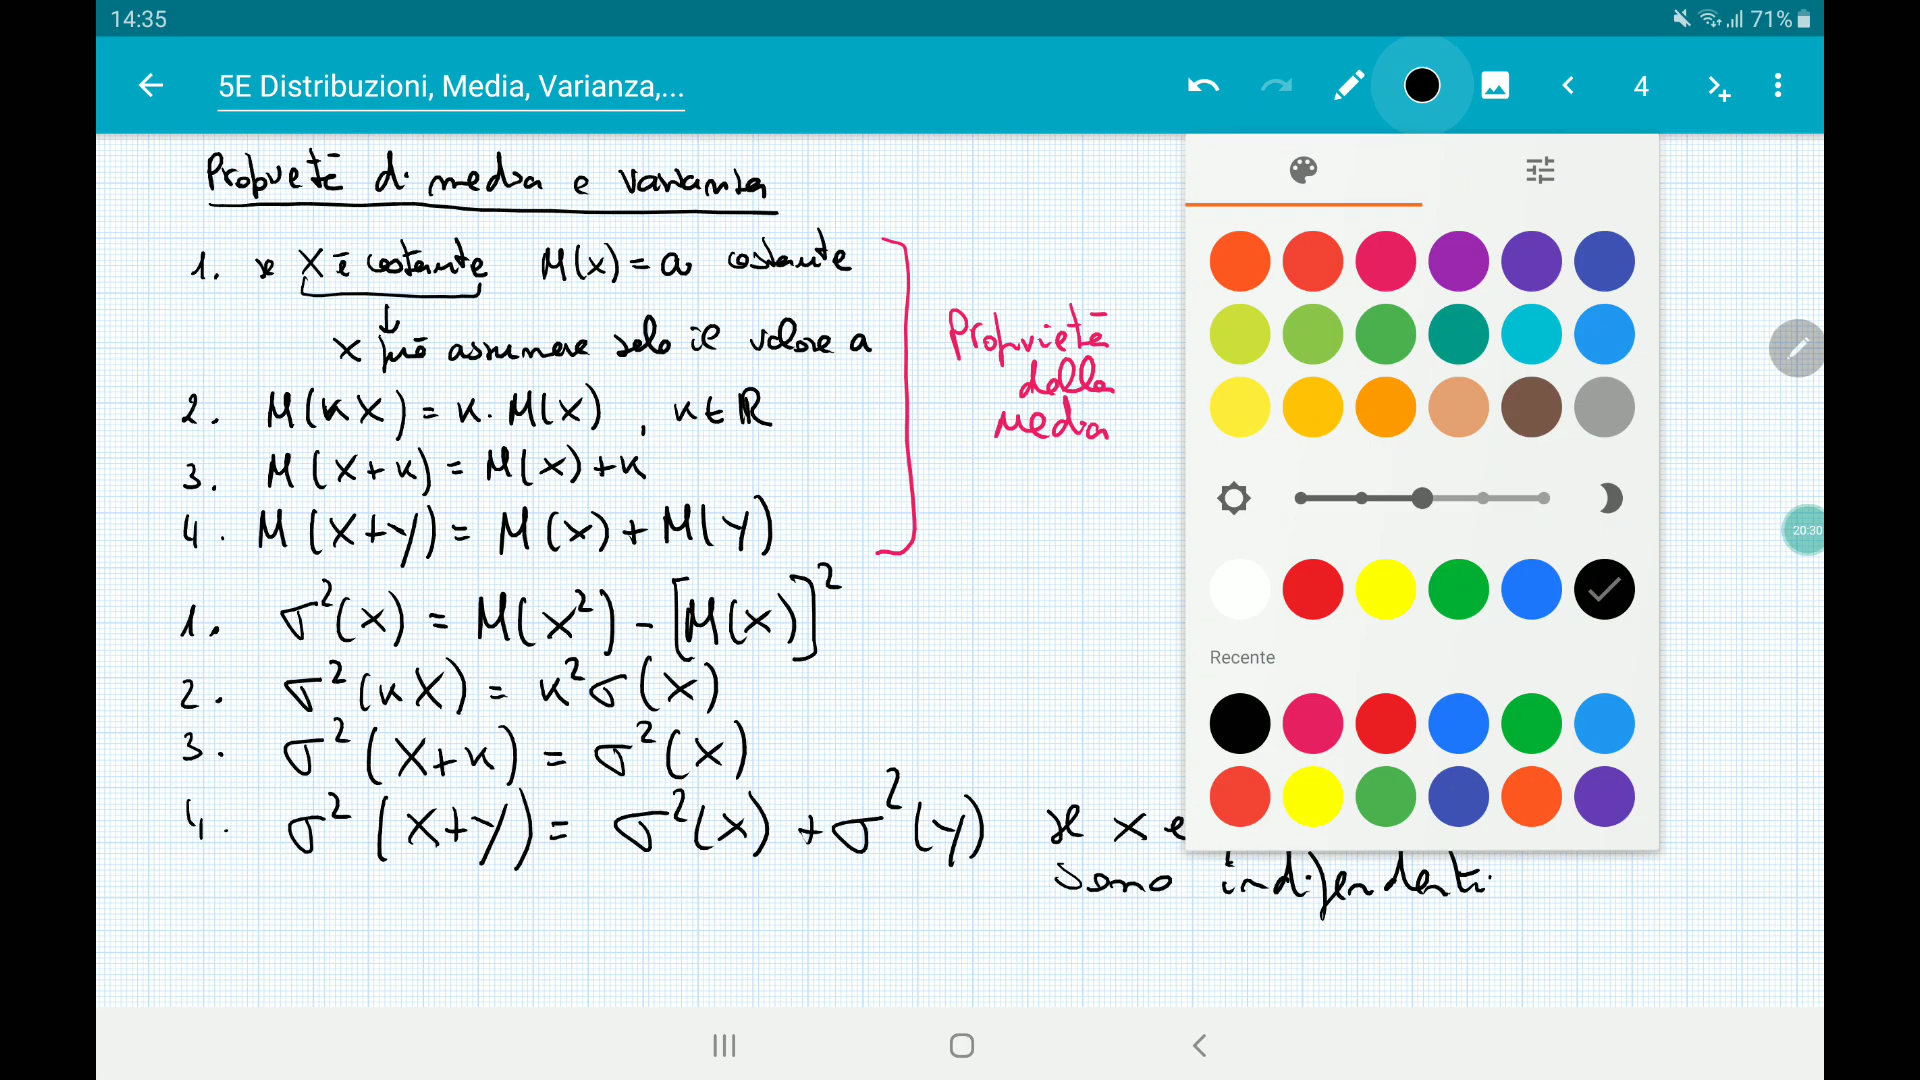 14:35
71%
5E Distribuzioni, Media, Varianza,...
4
Proprietà di media e varianza
1. se X è costante M(x) = a costante
X può assumere solo il valore a
2. M(KX) = K. M(X) , K ∈ ℝ
3. M(X+K) = M(X)+K
4. M(X+Y) = M(X)+M(Y)
Proprietà
della
Media
1. σ²(X) = M(X²) - [M(X)]²
2. σ²(KX) = K²σ(X)
3. σ²(X+K) = σ²(X)
4. σ²(X+Y) = σ²(X) + σ²(Y) se X e
sono indipendenti
Recente
20:30